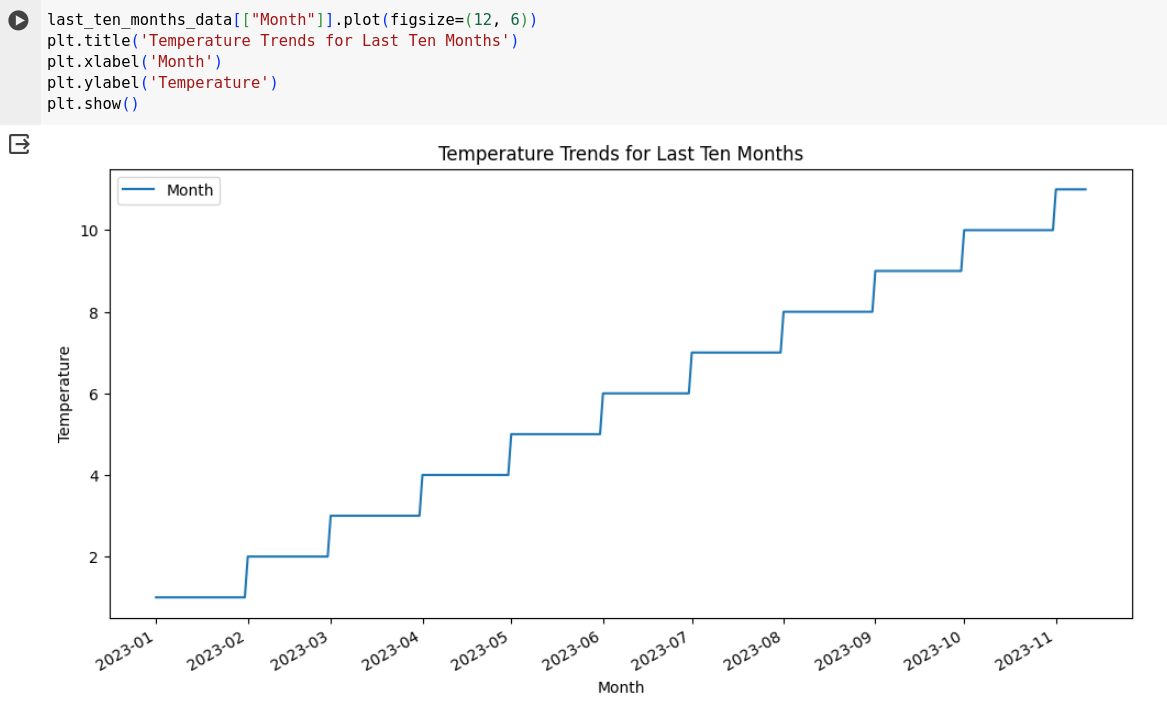 last_ten_months_data[["Month"]].plot(figsize=(12, 6))
plt.title('Temperature Trends for Last Ten Months')
plt.xlabel('Month')
plt.ylabel('Temperature')
plt.show()
Temperature Trends for Last Ten Months
Month
10
8
6
4
2
Temperature
2023-01
2023-02
2023-03
2023-04
2023-05
2023-06
2023-07
2023-08
2023-09
2023-10
2023-11
Month